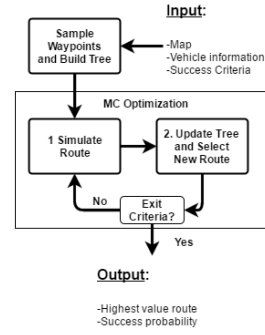 Input:
Sample
Waypoints
and Build Tree
-Map
-Vehicle information
-Success Criteria
MC Optimization
1 Simulate
Route
2. Update Tree
and Select
New Route
No
Exit
Criteria?
Yes
Output:
-Highest value route
-Success probability